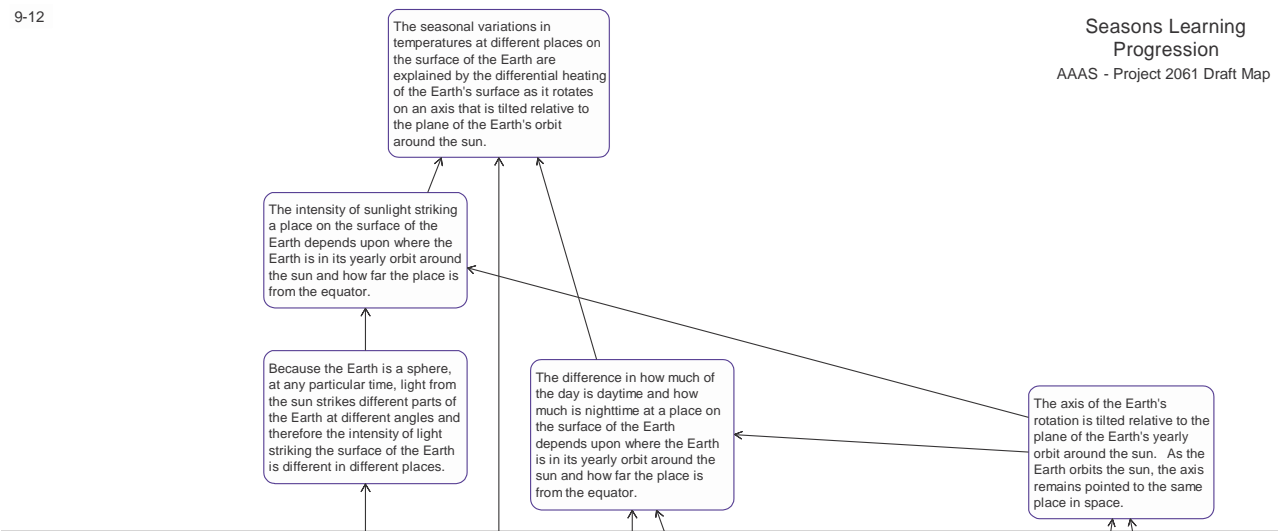 9-12
Seasons Learning
Progression
AAAS - Project 2061 Draft Map
The seasonal variations in
temperatures at different places on
the surface of the Earth are
explained by the differential heating
of the Earth's surface as it rotates
on an axis that is tilted relative to
the plane of the Earth's orbit
around the sun.
The intensity of sunlight striking
a place on the surface of the
Earth depends upon where the
Earth is in its yearly orbit around
the sun and how far the place is
from the equator.
Because the Earth is a sphere,
at any particular time, light from
the sun strikes different parts of
the Earth at different angles and
therefore the intensity of light
striking the surface of the Earth
is different in different places.
The difference in how much of
the day is daytime and how
much is nighttime at a place on
the surface of the Earth
depends upon where the Earth
is in its yearly orbit around the
sun and how far the place is
from the equator.
The axis of the Earth's
rotation is tilted relative to the
plane of the Earth's yearly
orbit around the sun.   As the
Earth orbits the sun, the axis
remains pointed to the same
place in space.